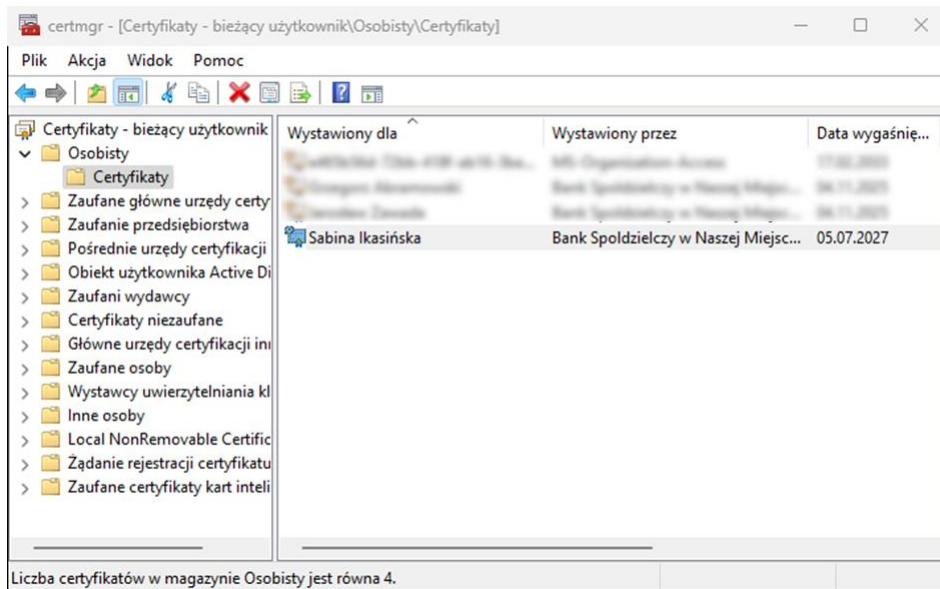 certmgr - [Certyfikaty - bieżący użytkownik\Osobisty\Certyfikaty]
Plik Akcja Widok Pomoc
Certyfikaty - bieżący użytkownik
Osobisty
Certyfikaty
Zaufane główne urzędy certy
Zaufanie przedsiębiorstwa
Pośrednie urzędy certyfikacji
Obiekt użytkownika Active Di
Zaufani wydawcy
Certyfikaty niezaufane
Główne urzędy certyfikacji inn
Zaufane osoby
Wystawcy uwierzytelniania kl
Inne osoby
Local NonRemovable Certific
Żądanie rejestracji certyfikatu
Zaufane certyfikaty kart inteli
Wystawiony dla Wystawiony przez Data wygaśnię...
Sabina Ikasińska Bank Spoldzielczy w Naszej Miejsc... 05.07.2027
Liczba certyfikatów w magazynie Osobisty jest równa 4.